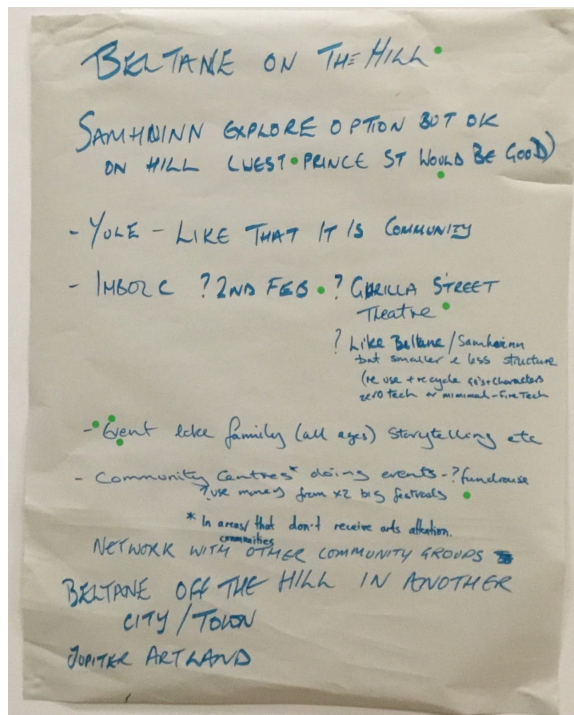 BELTANE ON THE HILL
SAMHAINN EXPLORE OPTION BUT OK
ON HILL (WEST PRINCE ST WOULD BE GOOD)
- YULE - LIKE THAT IT IS COMMUNITY
- IMBOLC ? 2ND FEB ? GORILLA STREET
Theatre
? Like Beltane/Samhainn
but smaller & less structure
(re use + recycle characters
zero tech or minimal - Fire Tech
- Event like family (all ages) storytelling etc
- Community Centres* doing events - ? fundraise
? use money from x2 big festivals
* In areas/ that don't receive arts attention.
communities
NETWORK WITH OTHER COMMUNITY GROUPS
BELTANE OFF THE HILL IN ANOTHER
CITY/TOWN
JUPITER ARTLAND